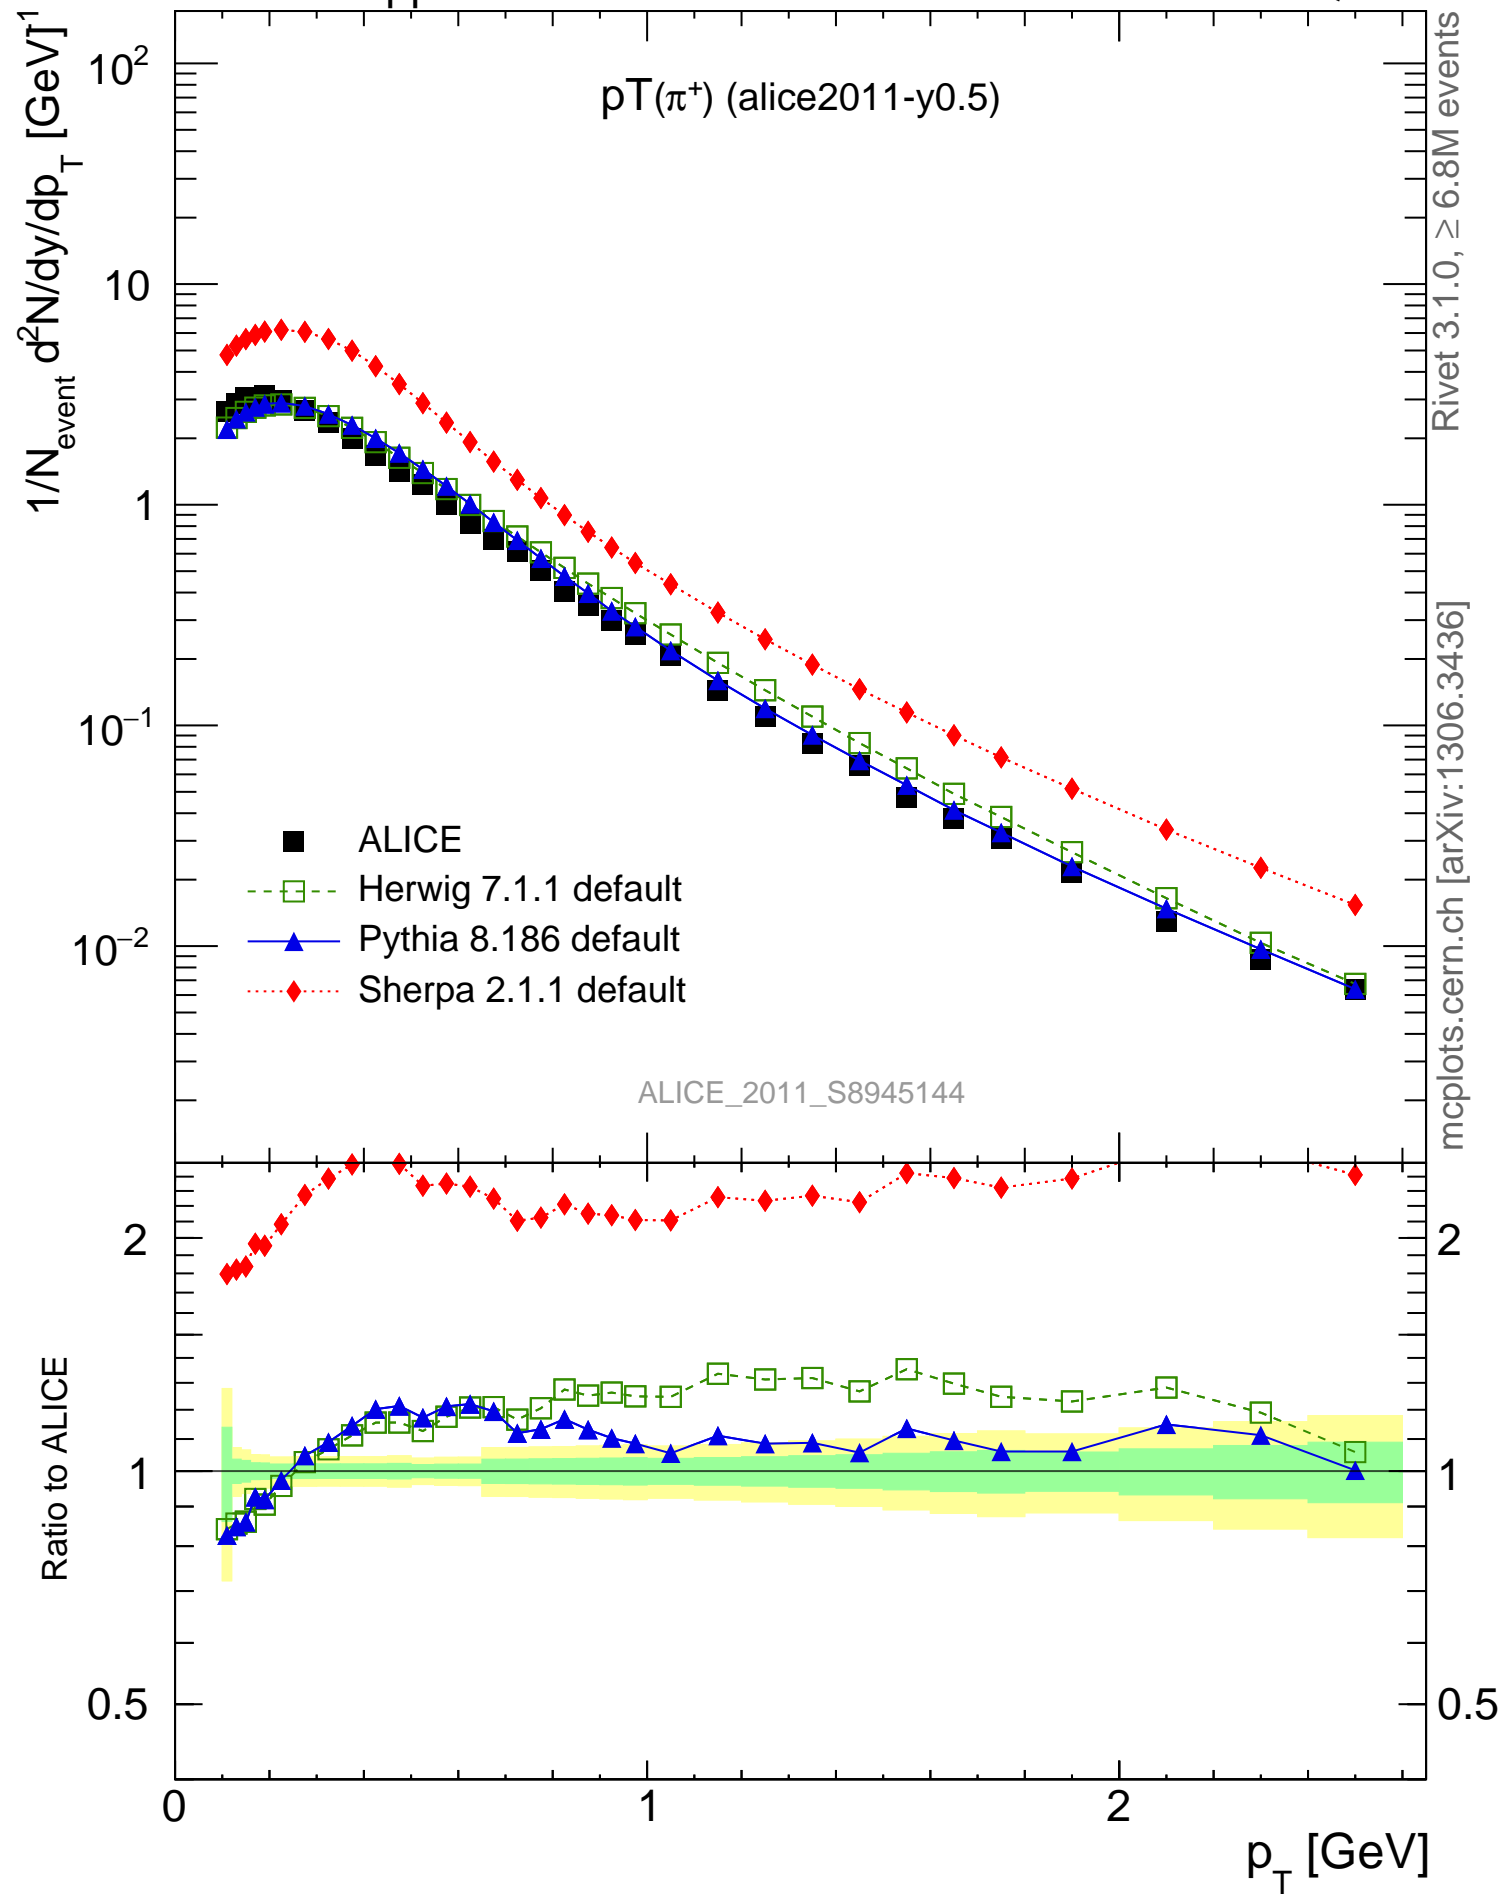 pT(π⁺) (alice2011-y0.5)
1/N_event d²N/dy/dp_T [GeV]⁻¹
10²
10
1
10⁻¹
10⁻²
ALICE
Herwig 7.1.1 default
Pythia 8.186 default
Sherpa 2.1.1 default
ALICE_2011_S8945144
Rivet 3.1.0, ≥ 6.8M events
mcplots.cern.ch [arXiv:1306.3436]
Ratio to ALICE
2
1
0.5
2
1
0.5
0
1
2
p_T [GeV]